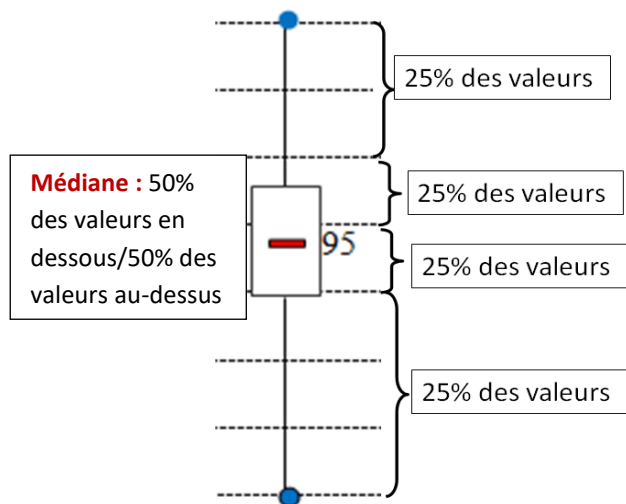 25% des valeurs
Médiane : 50%
des valeurs en
dessous/50% des
valeurs au-dessus
25% des valeurs
95
25% des valeurs
25% des valeurs